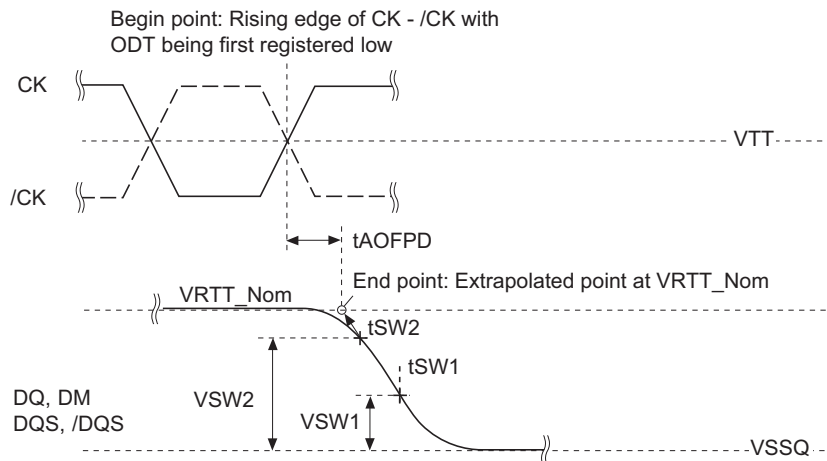 Begin point: Rising edge of CK - /CK with
ODT being first registered low
CK
VTT
/CK
tAOFPD
End point: Extrapolated point at VRTT_Nom
VRTT_Nom
tSW2
tSW1
DQ, DM
DQS, /DQS
VSW2
VSW1
VSSQ